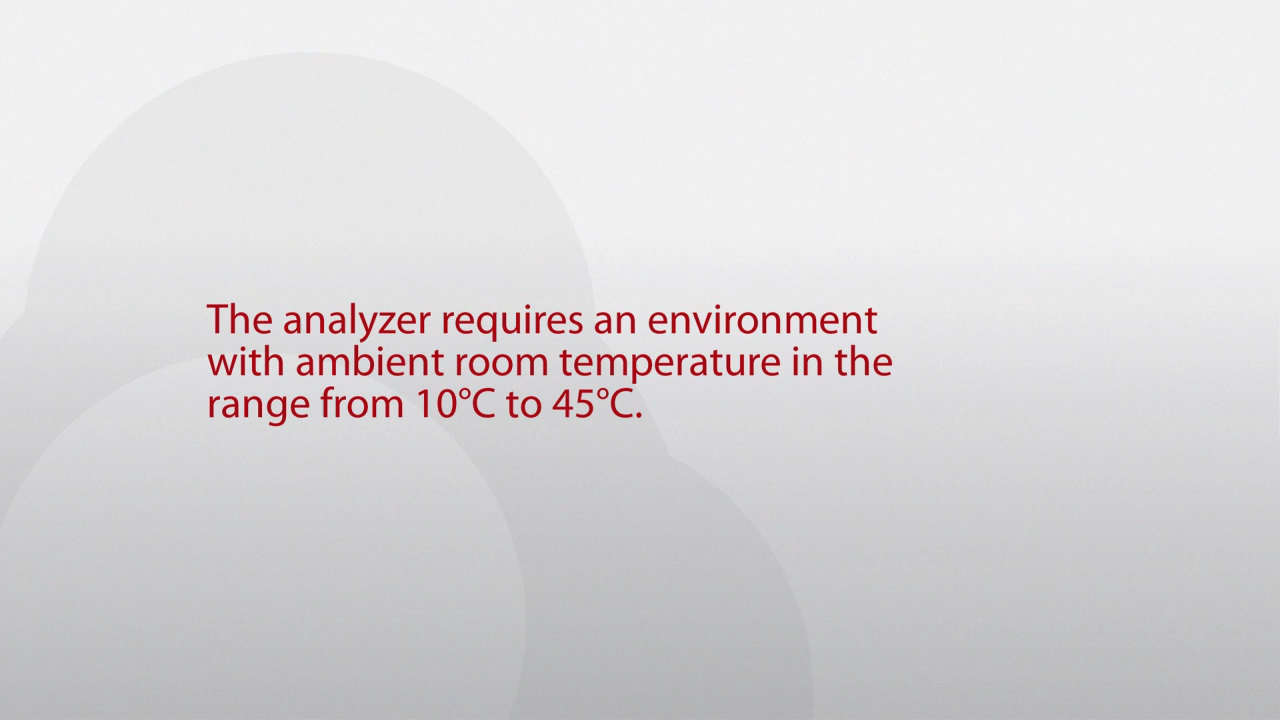 The analyzer requires an environment
with ambient room temperature in the
range from 10°C to 45°C.